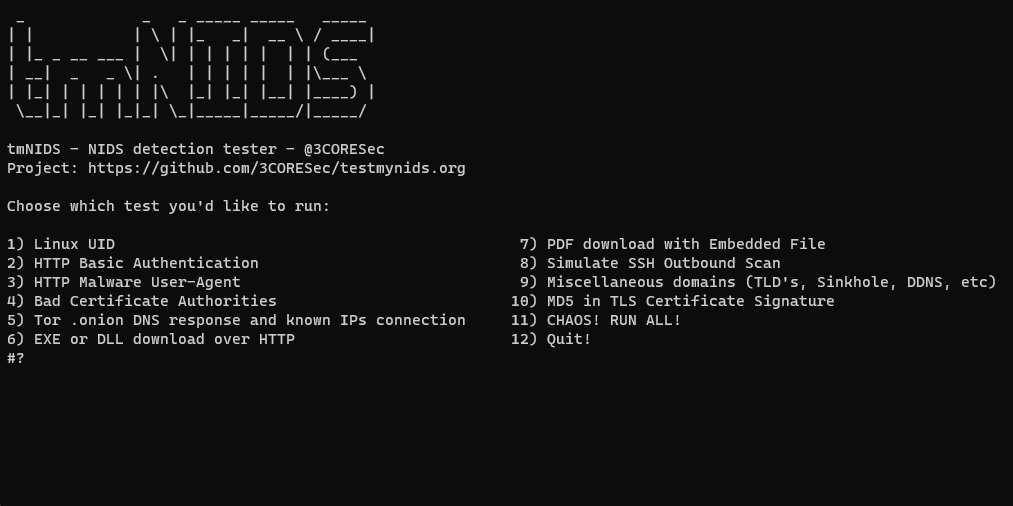 tmNIDS
tmNIDS - NIDS detection tester - @3CORESec
Project: https://github.com/3CORESec/testmynids.org
Choose which test you'd like to run:
1) Linux UID
2) HTTP Basic Authentication
3) HTTP Malware User-Agent
4) Bad Certificate Authorities
5) Tor .onion DNS response and known IPs connection
6) EXE or DLL download over HTTP
7) PDF download with Embedded File
8) Simulate SSH Outbound Scan
9) Miscellaneous domains (TLD's, Sinkhole, DDNS, etc)
10) MD5 in TLS Certificate Signature
11) CHAOS! RUN ALL!
12) Quit!
#?